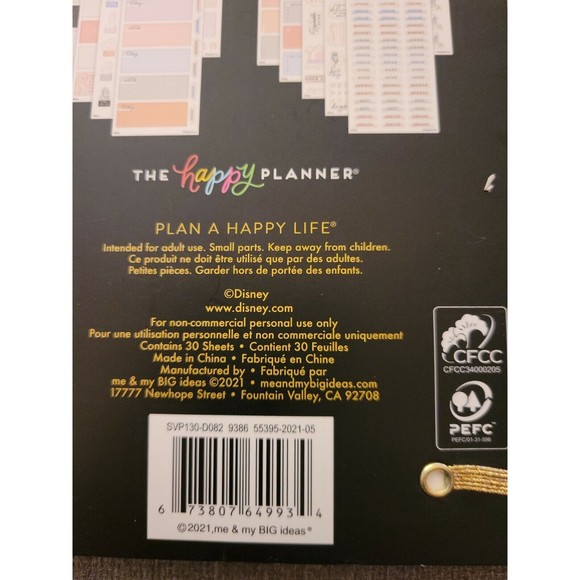 THE happy PLANNER®
PLAN A HAPPY LIFE®
Intended for adult use. Small parts. Keep away from children.
Ce produit ne doit être utilisé que par des adultes.
Petites pièces. Garder hors de portée des enfants.
©Disney
www.disney.com
For non-commercial personal use only
Pour une utilisation personnelle et non commerciale uniquement
Contains 30 Sheets • Contient 30 Feuilles
Made in China • Fabriqué en Chine
Manufactured by • Fabriqué par
me & my BIG ideas ©2021 • meandmybigideas.com
17777 Newhope Street • Fountain Valley, CA 92708
CFCC
CFCC34000205
PEFC™
PEFC/01-31-596
SVP130-D082 9386 55395-2021-05
6 73807 64993 4
©2021,me & my BIG ideas®